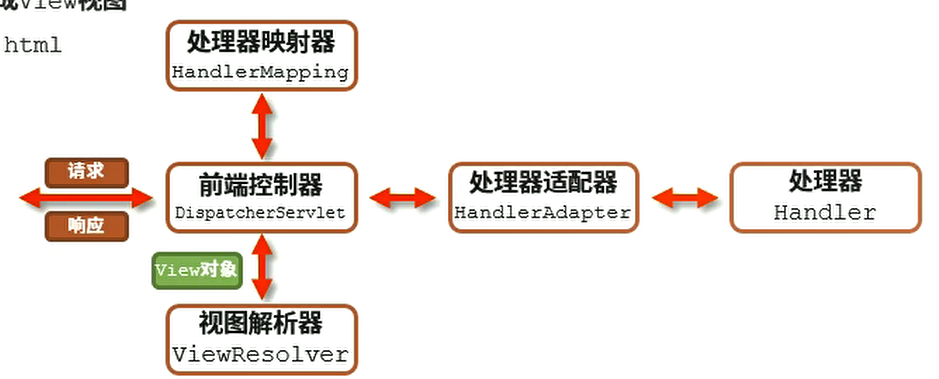 成View视图
html
处理器映射器
HandlerMapping
请求
响应
前端控制器
DispatcherServlet
处理器适配器
HandlerAdapter
处理器
Handler
View对象
视图解析器
ViewResolver